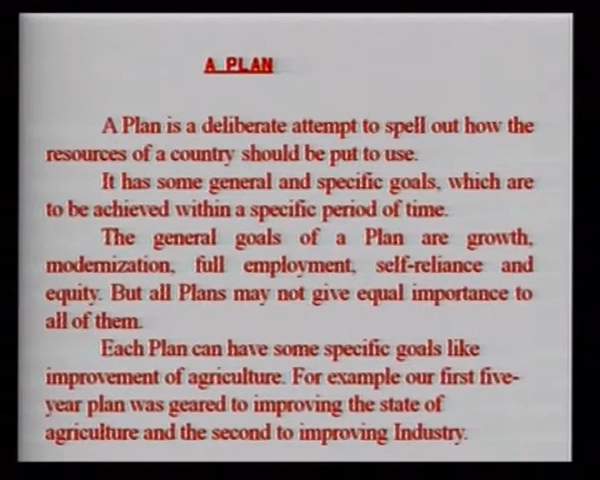 A PLAN
A Plan is a deliberate attempt to spell out how the
resources of a country should be put to use.
It has some general and specific goals, which are
to be achieved within a specific period of time.
The general goals of a Plan are growth,
modernization, full employment, self-reliance and
equity. But all Plans may not give equal importance to
all of them.
Each Plan can have some specific goals like
improvement of agriculture. For example our first five-
year plan was geared to improving the state of
agriculture and the second to improving Industry.